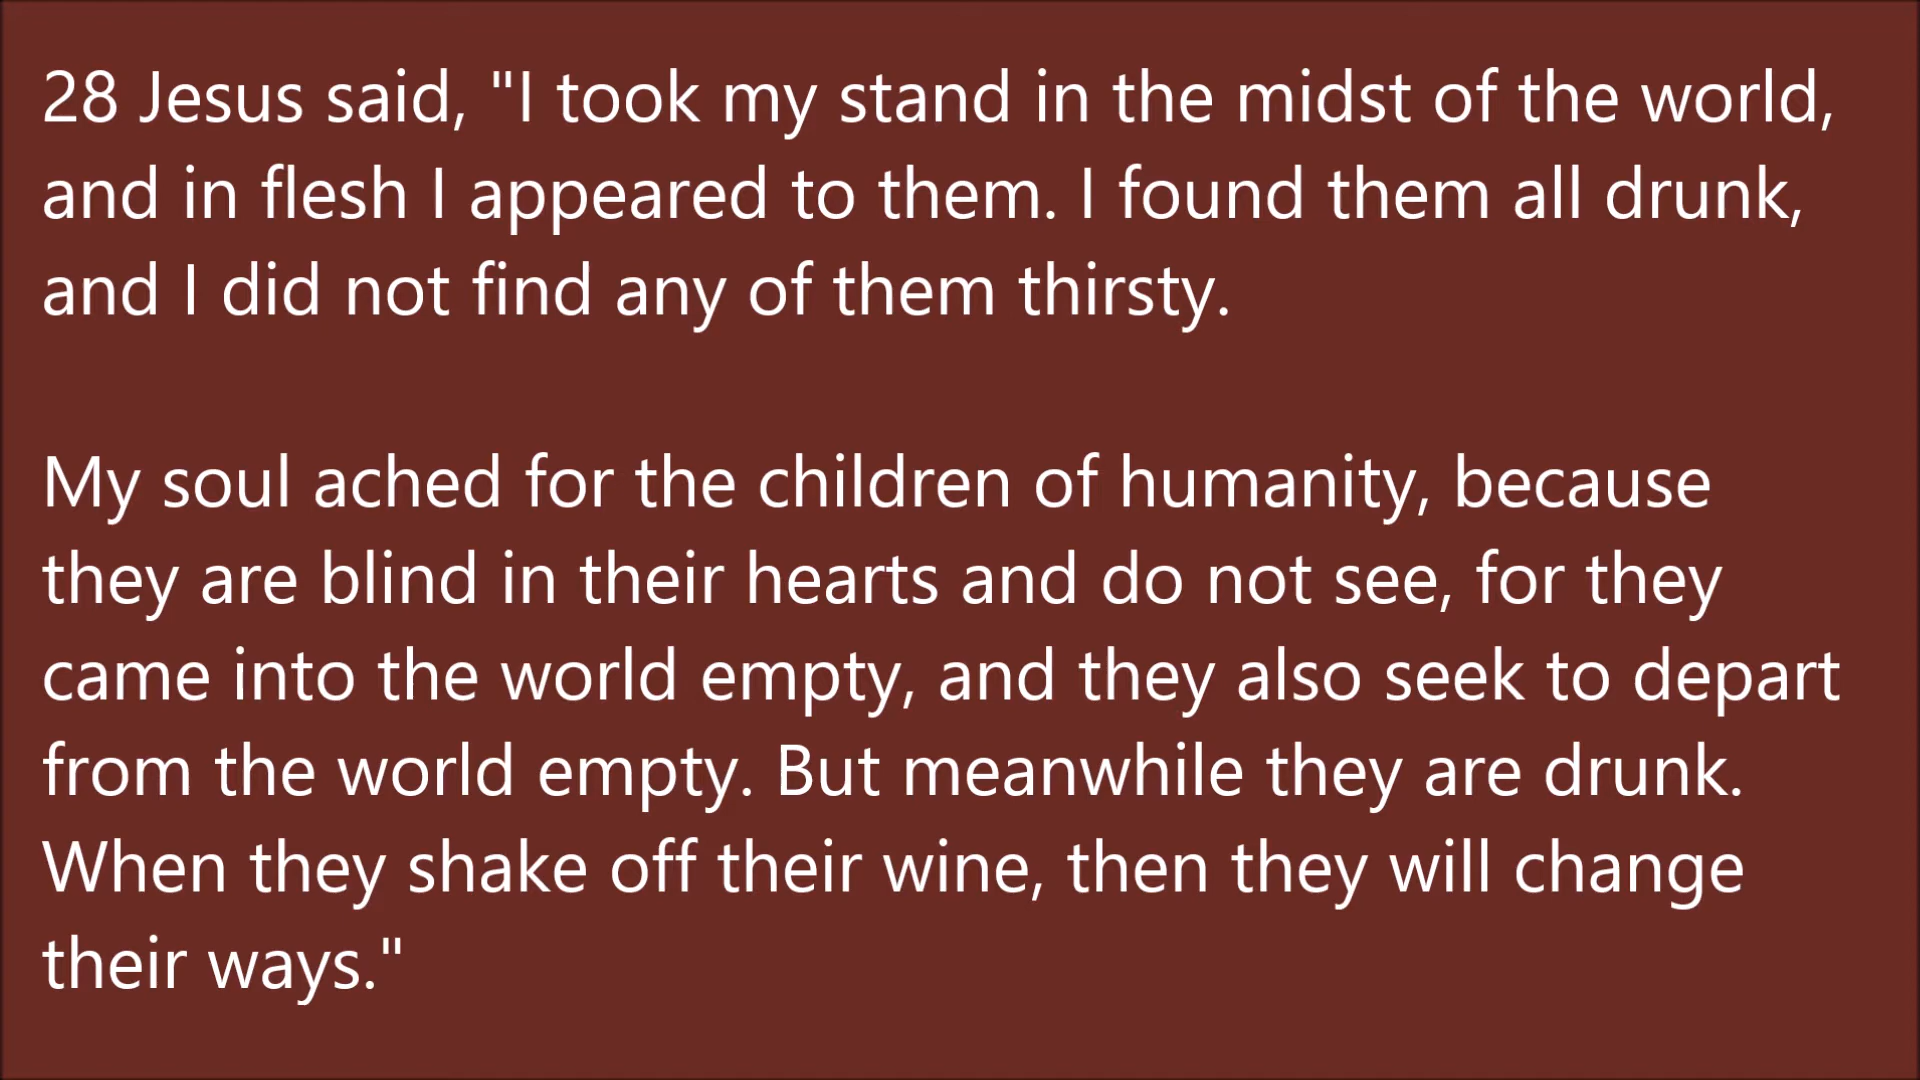 28 Jesus said, "I took my stand in the midst of the world,
and in flesh I appeared to them. I found them all drunk,
and I did not find any of them thirsty.
My soul ached for the children of humanity, because
they are blind in their hearts and do not see, for they
came into the world empty, and they also seek to depart
from the world empty. But meanwhile they are drunk.
When they shake off their wine, then they will change
their ways."